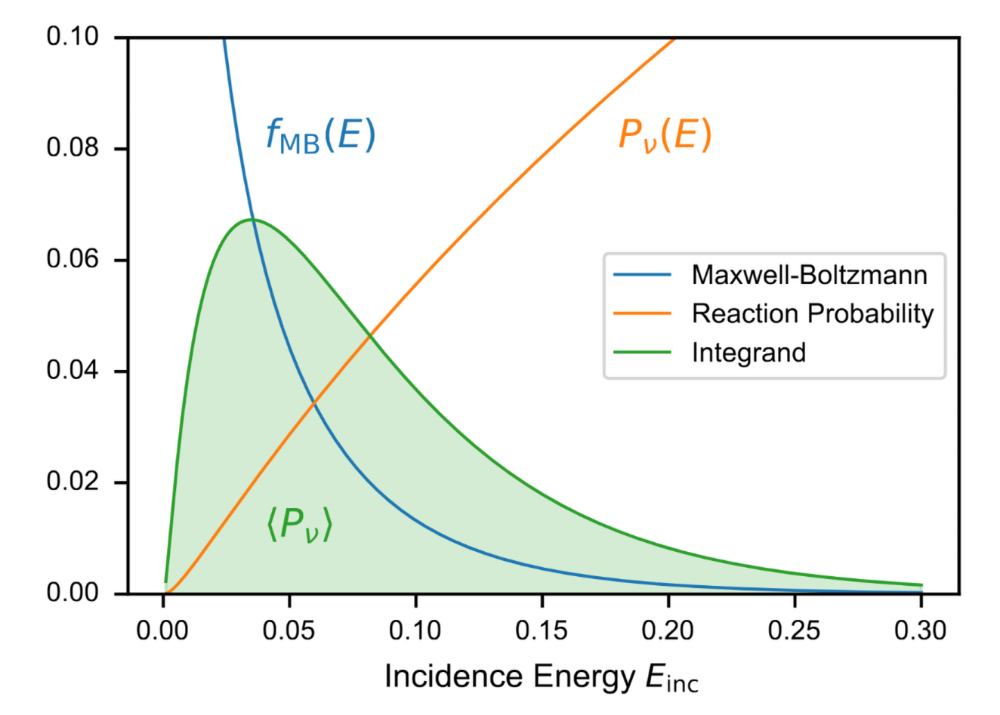 0.10
0.08
0.06
0.04
0.02
0.00
f_MB(E)
P_ν(E)
Maxwell-Boltzmann
Reaction Probability
Integrand
⟨P_ν⟩
0.00 0.05 0.10 0.15 0.20 0.25 0.30
Incidence Energy E_inc